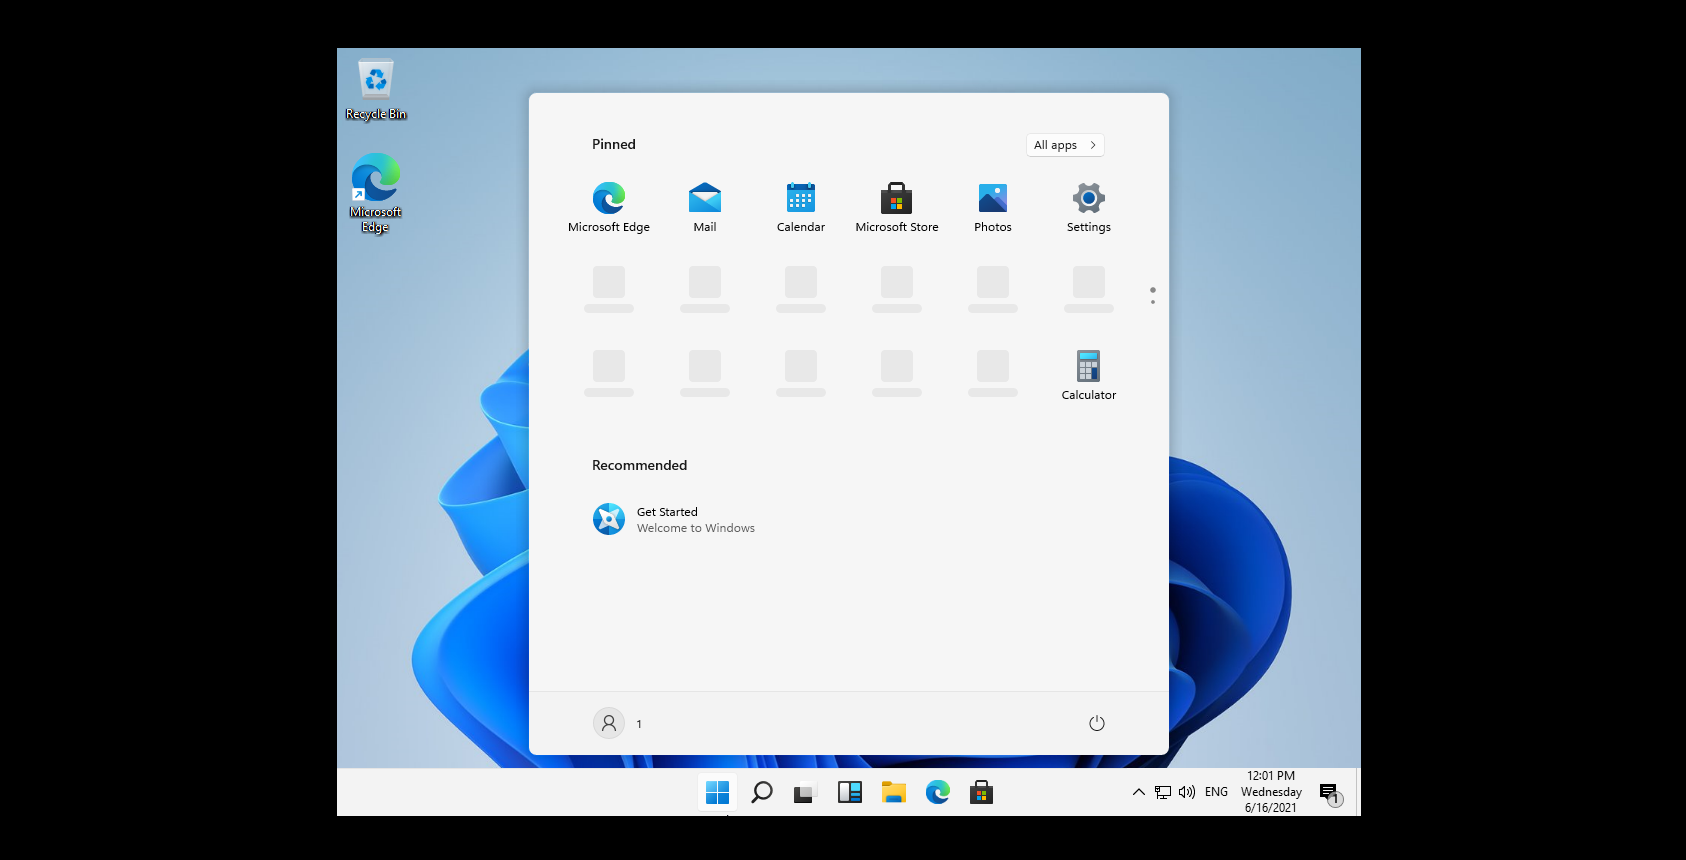 Recycle Bin
Microsoft
Edge
Pinned
All apps
Microsoft Edge
Mail
Calendar
Microsoft Store
Photos
Settings
Calculator
Recommended
Get Started
Welcome to Windows
1
ENG
12:01 PM
Wednesday
6/16/2021
1